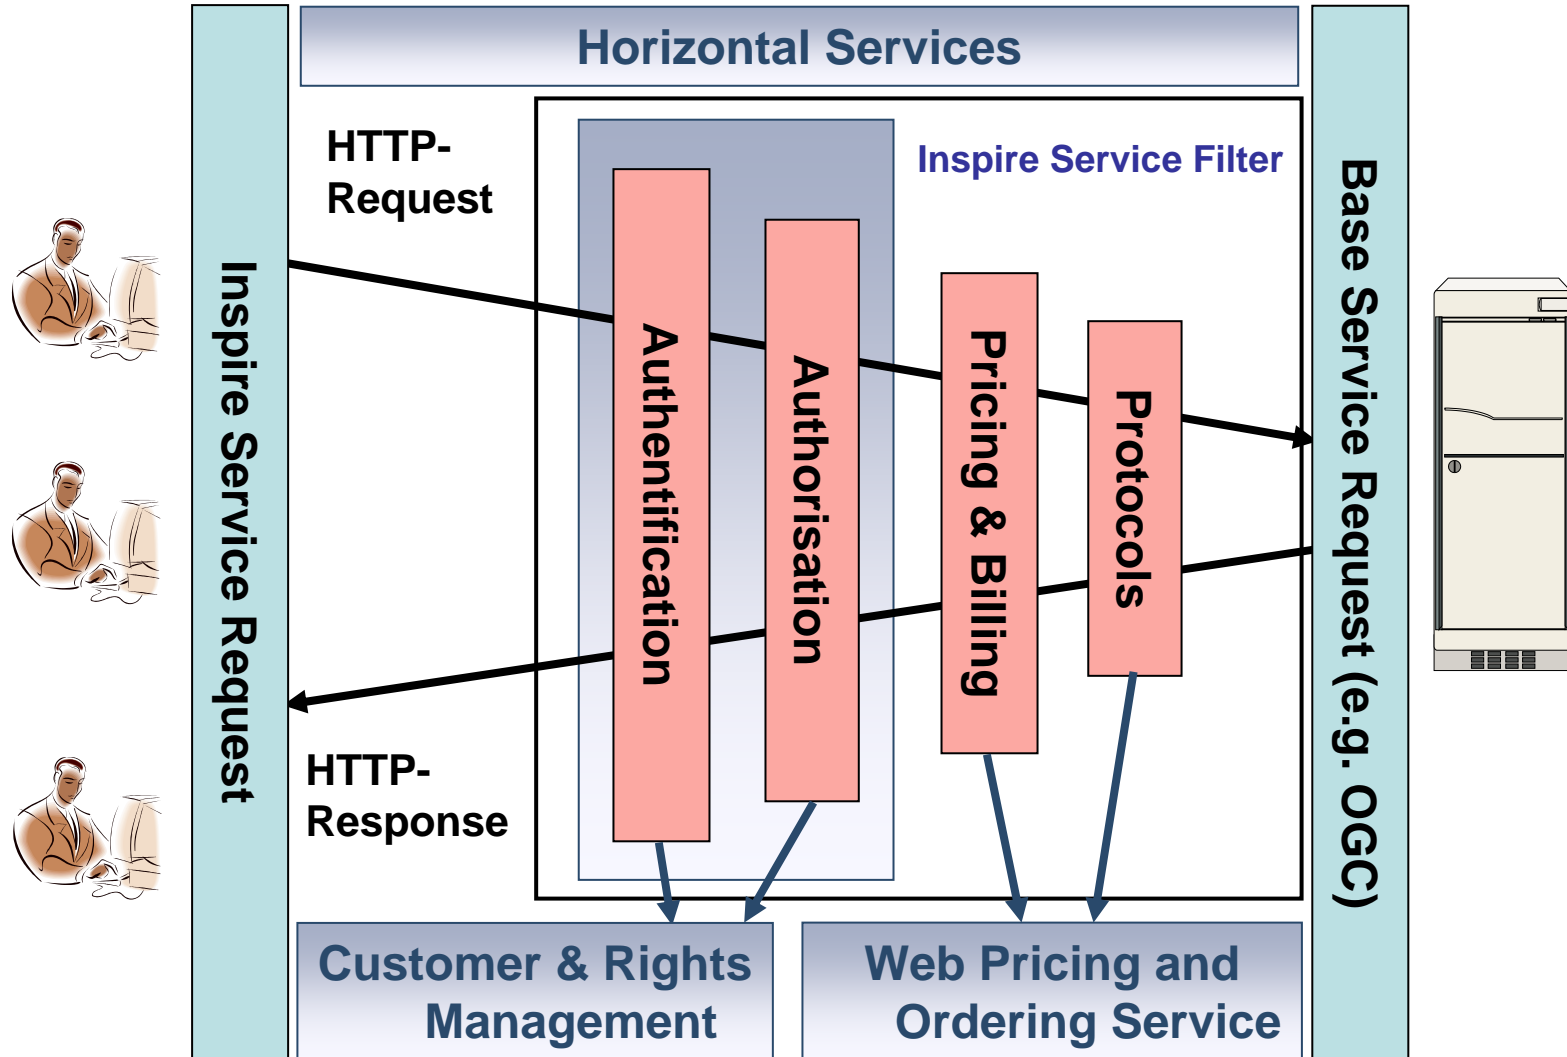 Horizontal Services
HTTP-
Request
Inspire Service Filter
Inspire Service Request
Authentification
Authorisation
Pricing & Billing
Protocols
Base Service Request (e.g. OGC)
HTTP-
Response
Customer & Rights
Management
Web Pricing and
Ordering Service